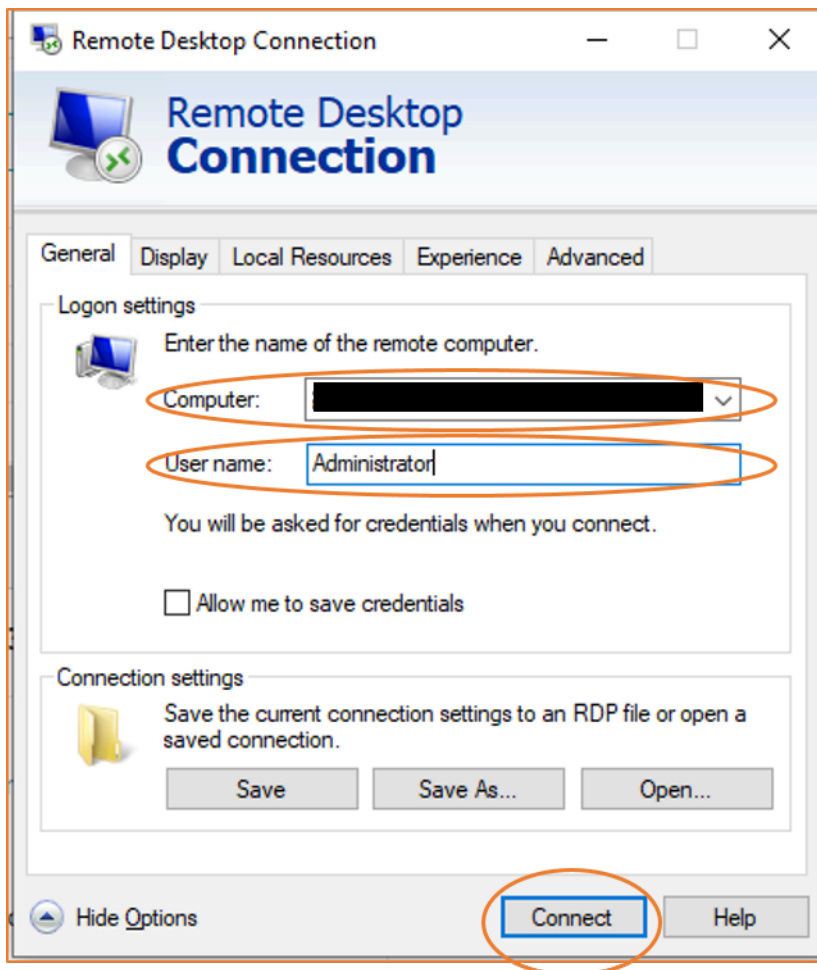 Remote Desktop Connection
Remote Desktop
Connection
General Display Local Resources Experience Advanced
Logon settings
Enter the name of the remote computer.
Computer:
User name: Administrator
You will be asked for credentials when you connect.
Allow me to save credentials
Connection settings
Save the current connection settings to an RDP file or open a
saved connection.
Save Save As... Open...
Hide Options Connect Help